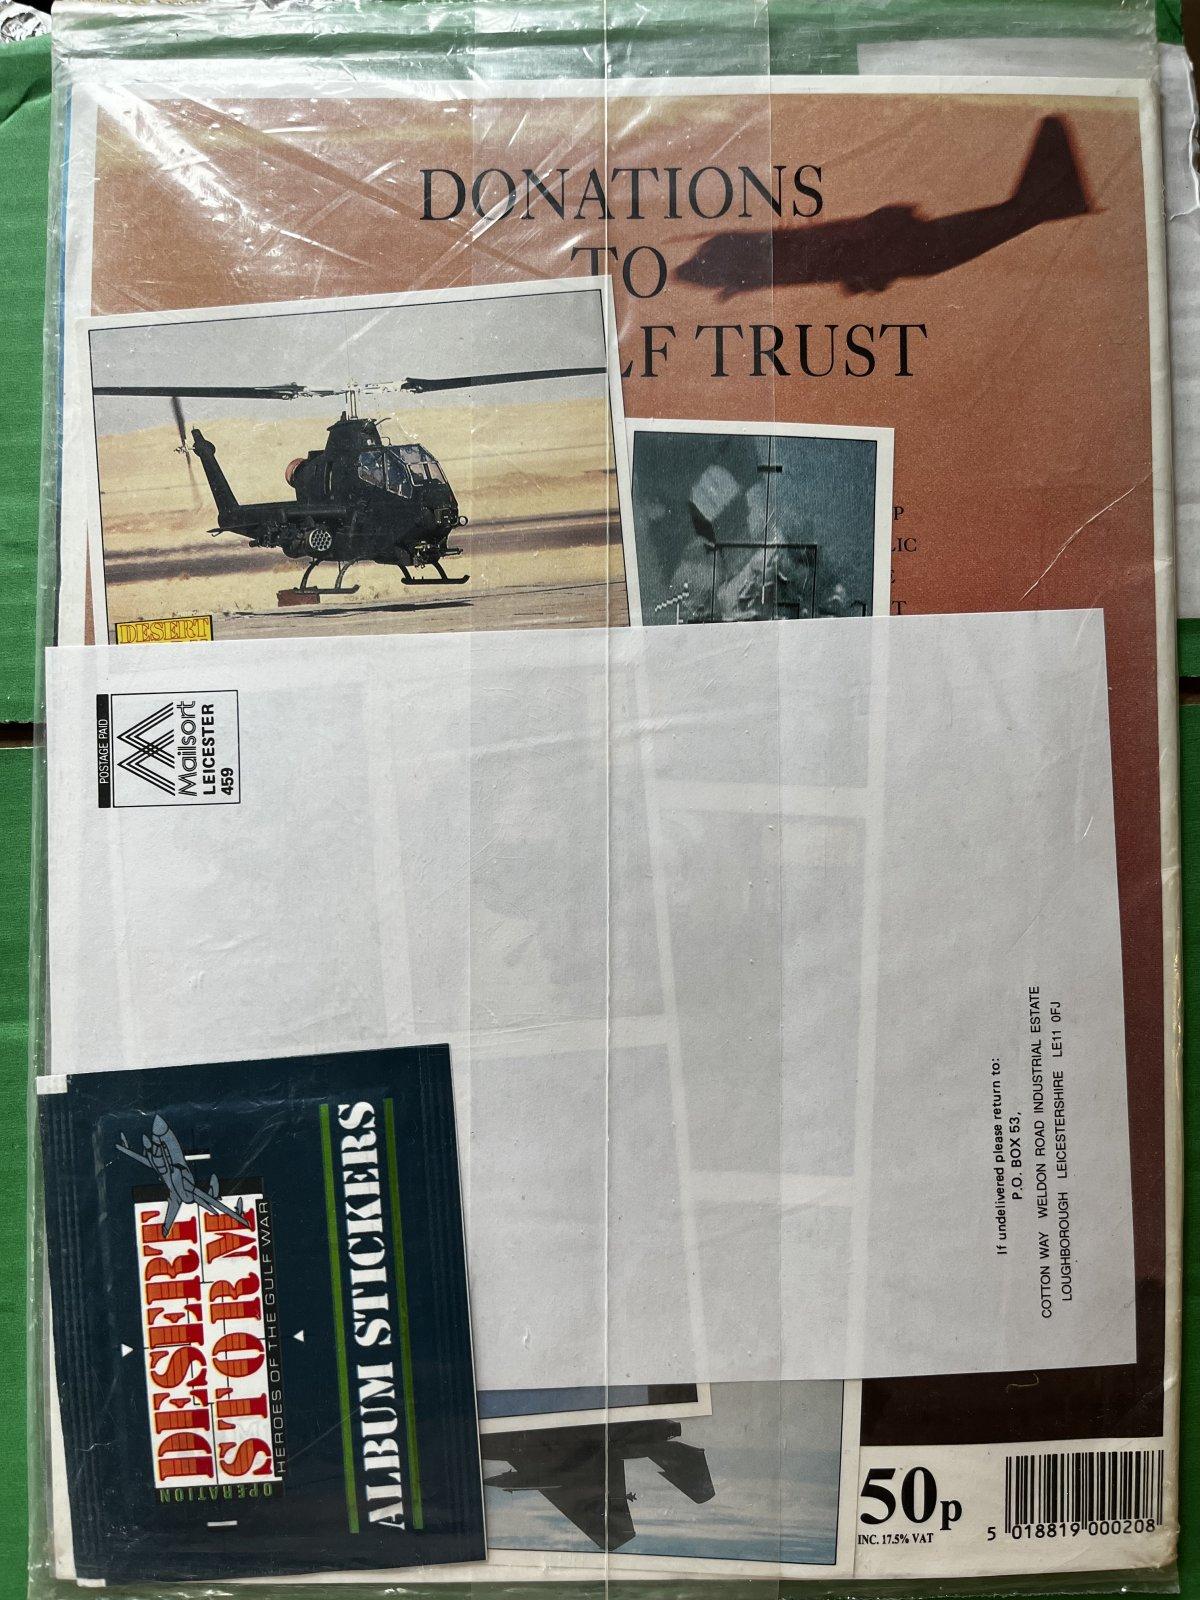 DONATIONS
TO
LF TRUST
P
LIC
E
T
DESERT
POSTAGE PAID
Mailsort
LEICESTER
459
If undelivered please return to:
P.O. BOX 53,
COTTON WAY WELDON ROAD INDUSTRIAL ESTATE
LOUGHBOROUGH LEICESTERSHIRE LE11 0FJ
OPERATION
DESERT
STORM
HEROES OF THE GULF WAR
ALBUM STICKERS
50p
INC. 17.5% VAT
5 018819 000208